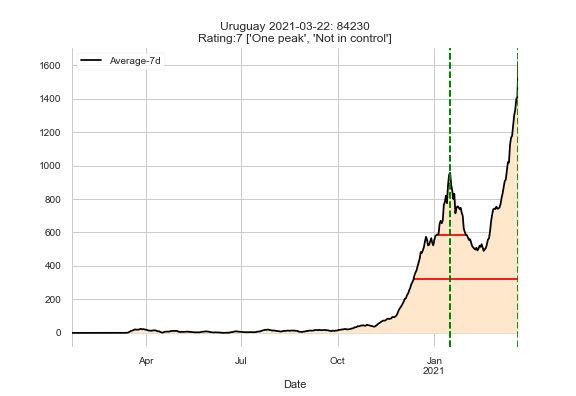 Uruguay 2021-03-22: 84230
Rating:7 ['One peak', 'Not in control']
Average-7d
1600
1400
1200
1000
800
600
400
200
0
Apr
Jul
Oct
Jan
2021
Date